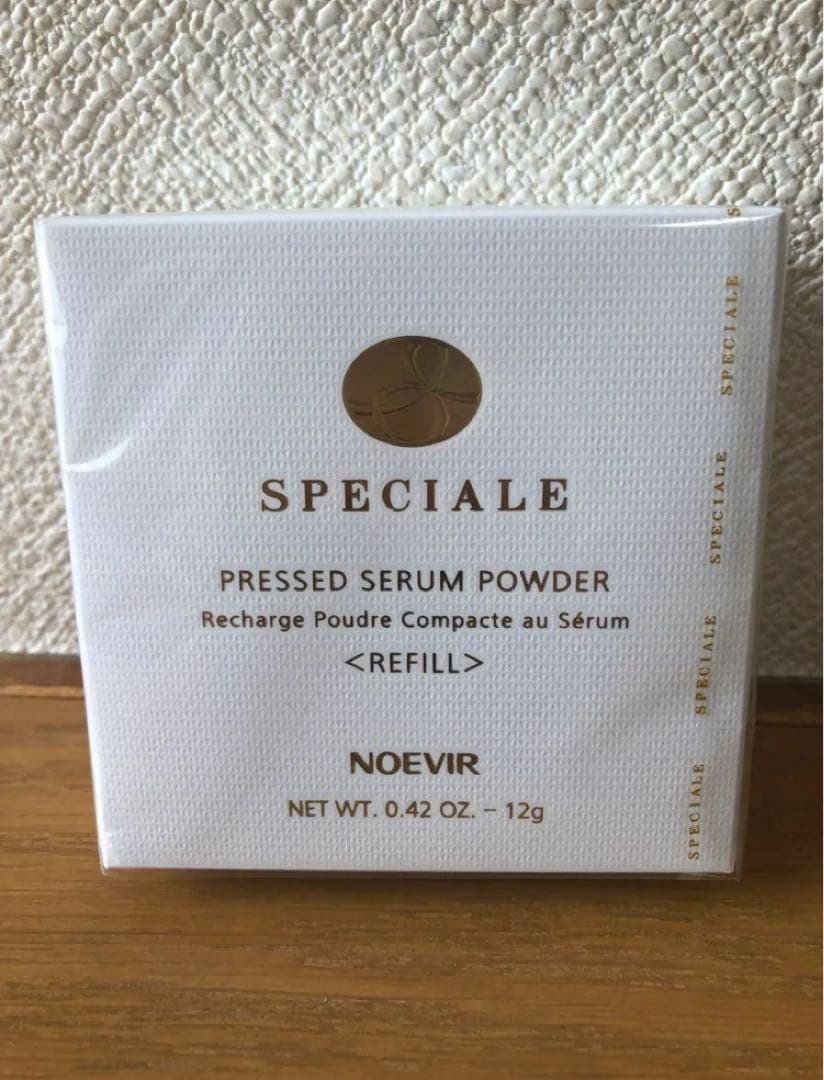 SPECIALE
PRESSED SERUM POWDER
Recharge Poudre Compacte au Sérum
<REFILL>
NOEVIR
NET WT. 0.42 OZ. – 12g
SPECIALE
SPECIALE
SPECIALE
SPECIALE
S